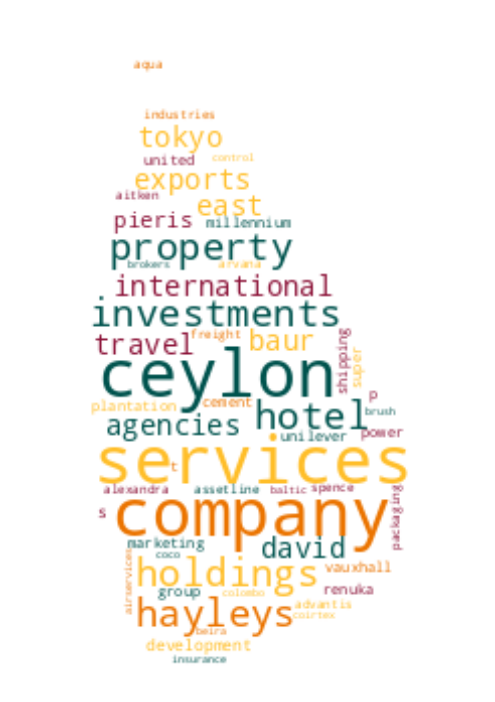 aqua
industries
tokyo
united control
exports
aitken
east
pieris millennium
property
brokers arvana
international
investments
freight
travel baur
shipping
super
ceylon
p
plantation cement
hotel brush
agencies
unilever power
services
t
alexandra assetline baltic spence
packaging
s
company
marketing david
coco
airservices
holdings vauxhall
group colombo renuka
advantis
hayleys coirtex
beira
development
insurance